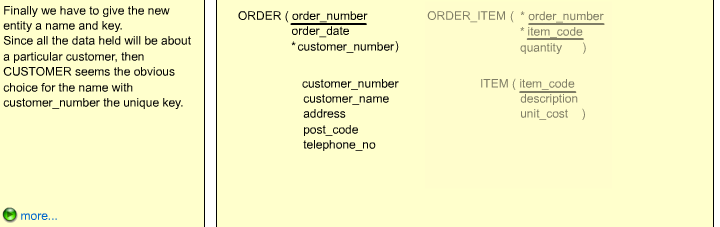 Finally we have to give the new
entity a name and key.
Since all the data held will be about
a particular customer, then
CUSTOMER seems the obvious
choice for the name with
customer_number the unique key.
more...
ORDER ( order_number
order_date
*customer_number)
customer_number
customer_name
address
post_code
telephone_no
ORDER_ITEM ( * order_number
* item_code
quantity )
ITEM ( item_code
description
unit_cost )